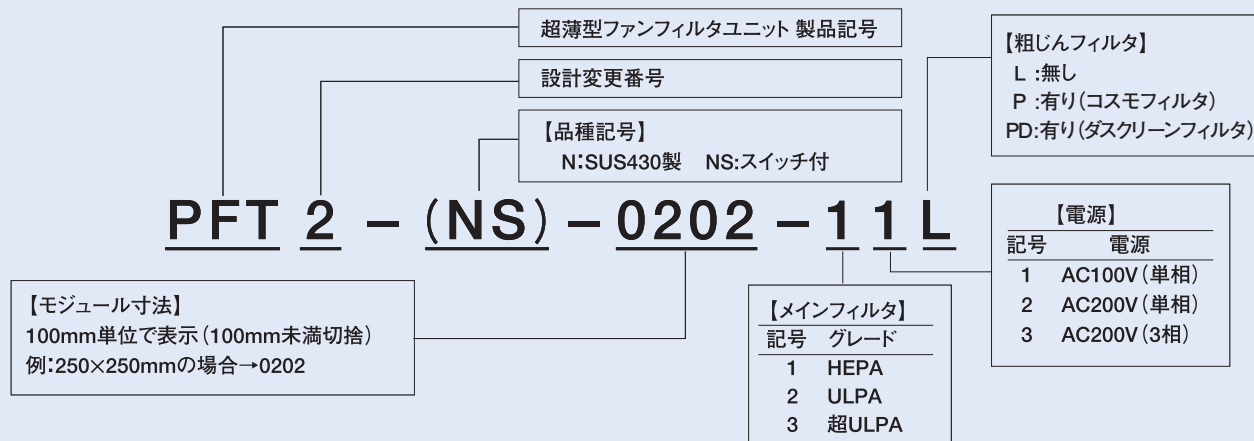 超薄型ファンフィルタユニット 製品記号
設計変更番号
【品種記号】
N:SUS430製 NS:スイッチ付
【粗じんフィルタ】
L:無し
P:有り(コスモフィルタ)
PD:有り(ダスクリーンフィルタ)
PFT2-(NS)-0202-11L
【モジュール寸法】
100mm単位で表示(100mm未満切捨)
例:250×250mmの場合→0202
【メインフィルタ】
記号 グレード
1 HEPA
2 ULPA
3 超ULPA
【電源】
記号 電源
1 AC100V(単相)
2 AC200V(単相)
3 AC200V(3相)